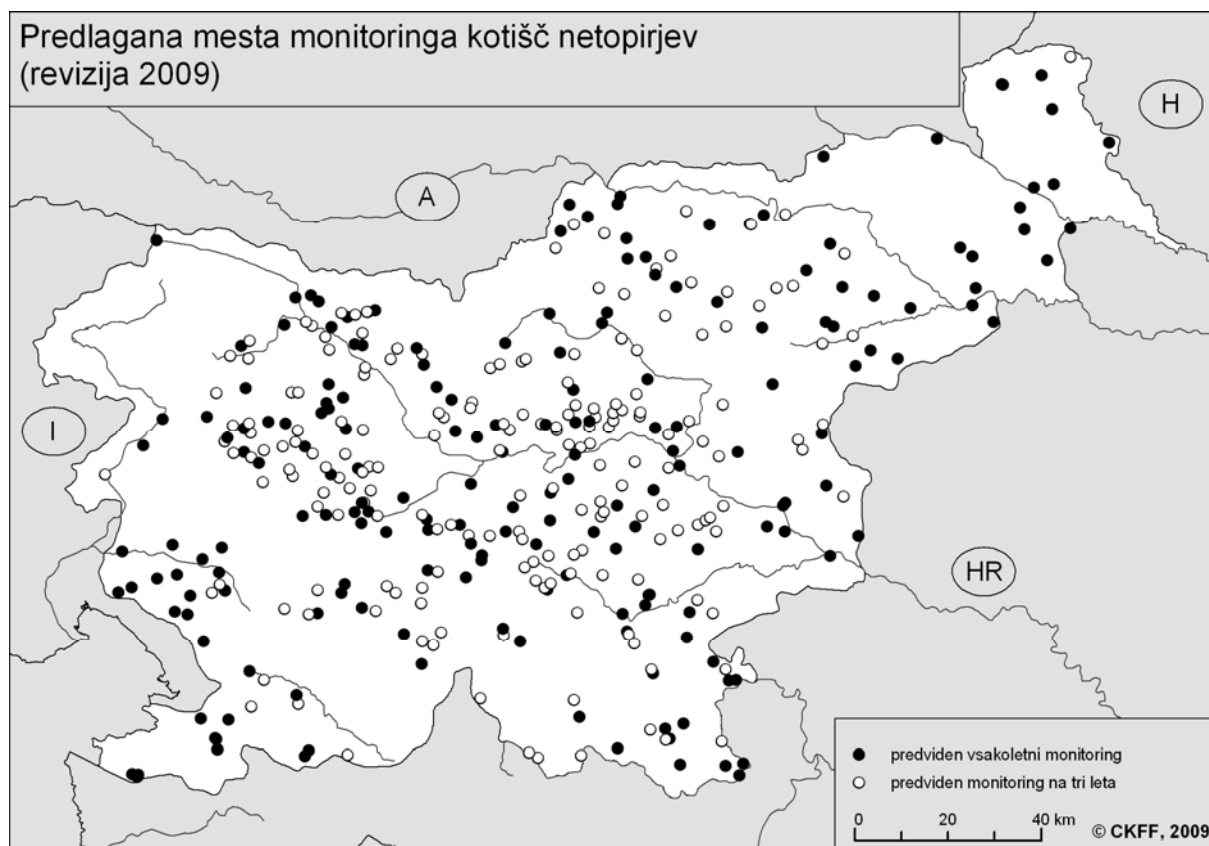 Predlagana mesta monitoringa kotišč netopirjev
(revizija 2009)
H
A
I
HR
predviden vsakoletni monitoring
predviden monitoring na tri leta
0 20 40 km
© CKFF, 2009